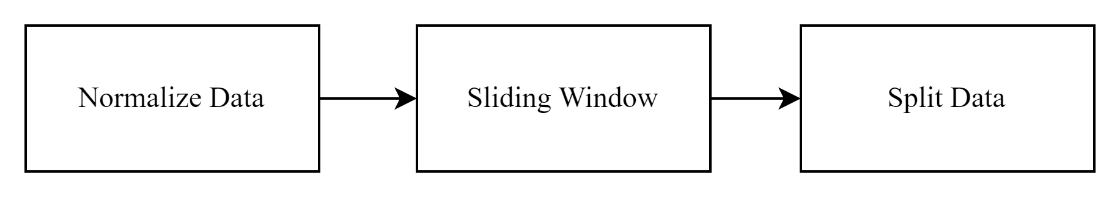 Normalize Data
Sliding Window
Split Data